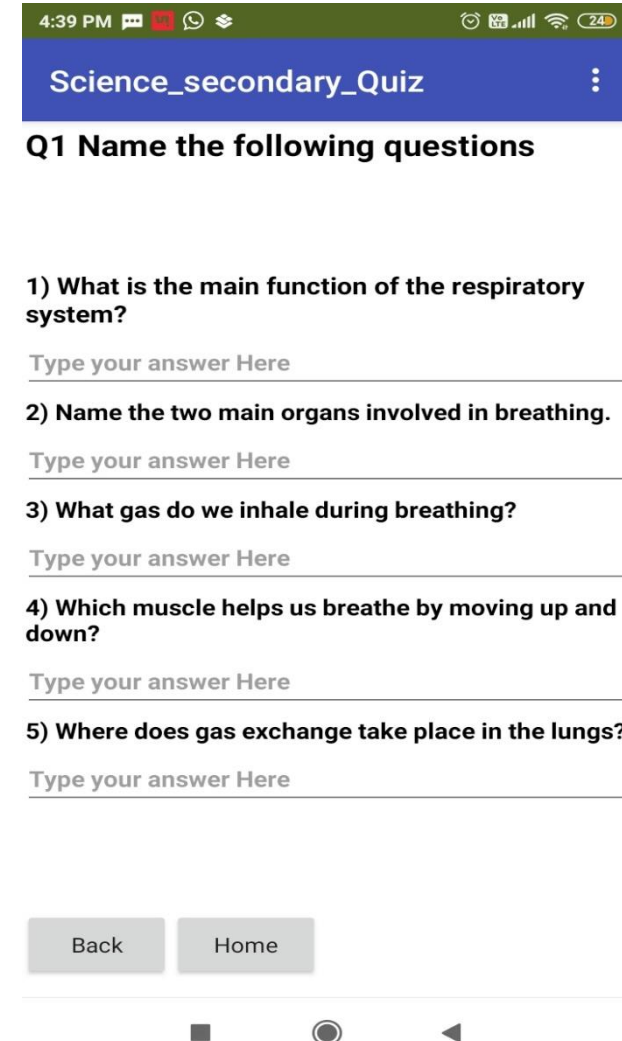 4:39 PM
24
Science_secondary_Quiz
Q1 Name the following questions
1) What is the main function of the respiratory
system?
Type your answer Here
2) Name the two main organs involved in breathing.
Type your answer Here
3) What gas do we inhale during breathing?
Type your answer Here
4) Which muscle helps us breathe by moving up and
down?
Type your answer Here
5) Where does gas exchange take place in the lungs?
Type your answer Here
Back Home